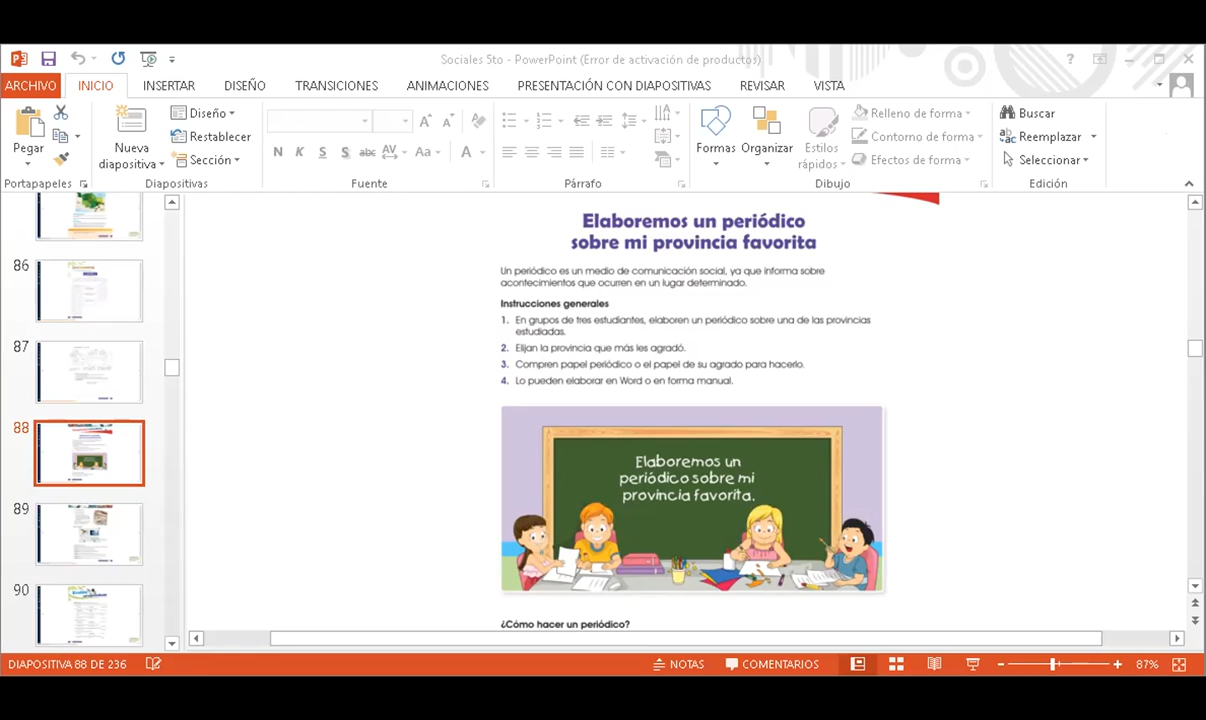 Sociales 5to - PowerPoint (Error de activación de productos)
ARCHIVO INICIO INSERTAR DISEÑO TRANSICIONES ANIMACIONES PRESENTACIÓN CON DIAPOSITIVAS REVISAR VISTA
Pegar
Nueva
diapositiva
Diseño
Restablecer
Sección
N K S S abc AV Aa A
Formas
Organizar
Estilos
rápidos
Relleno de forma
Contorno de forma
Efectos de forma
Buscar
Reemplazar
Seleccionar
Portapapeles Diapositivas Fuente Párrafo Dibujo Edición
86
87
88
89
90
Elaboremos un periódico
sobre mi provincia favorita
Un periódico es un medio de comunicación social, ya que informa sobre
acontecimientos que ocurren en un lugar determinado.
Instrucciones generales
1. En grupos de tres estudiantes, elaboren un periódico sobre una de las provincias
estudiadas.
2. Elijan la provincia que más les agradó.
3. Compren papel periódico o el papel de su agrado para hacerlo.
4. Lo pueden elaborar en Word o en forma manual.
Elaboremos un
periódico sobre mi
provincia favorita.
¿Cómo hacer un periódico?
DIAPOSITIVA 88 DE 236 NOTAS COMENTARIOS 87%